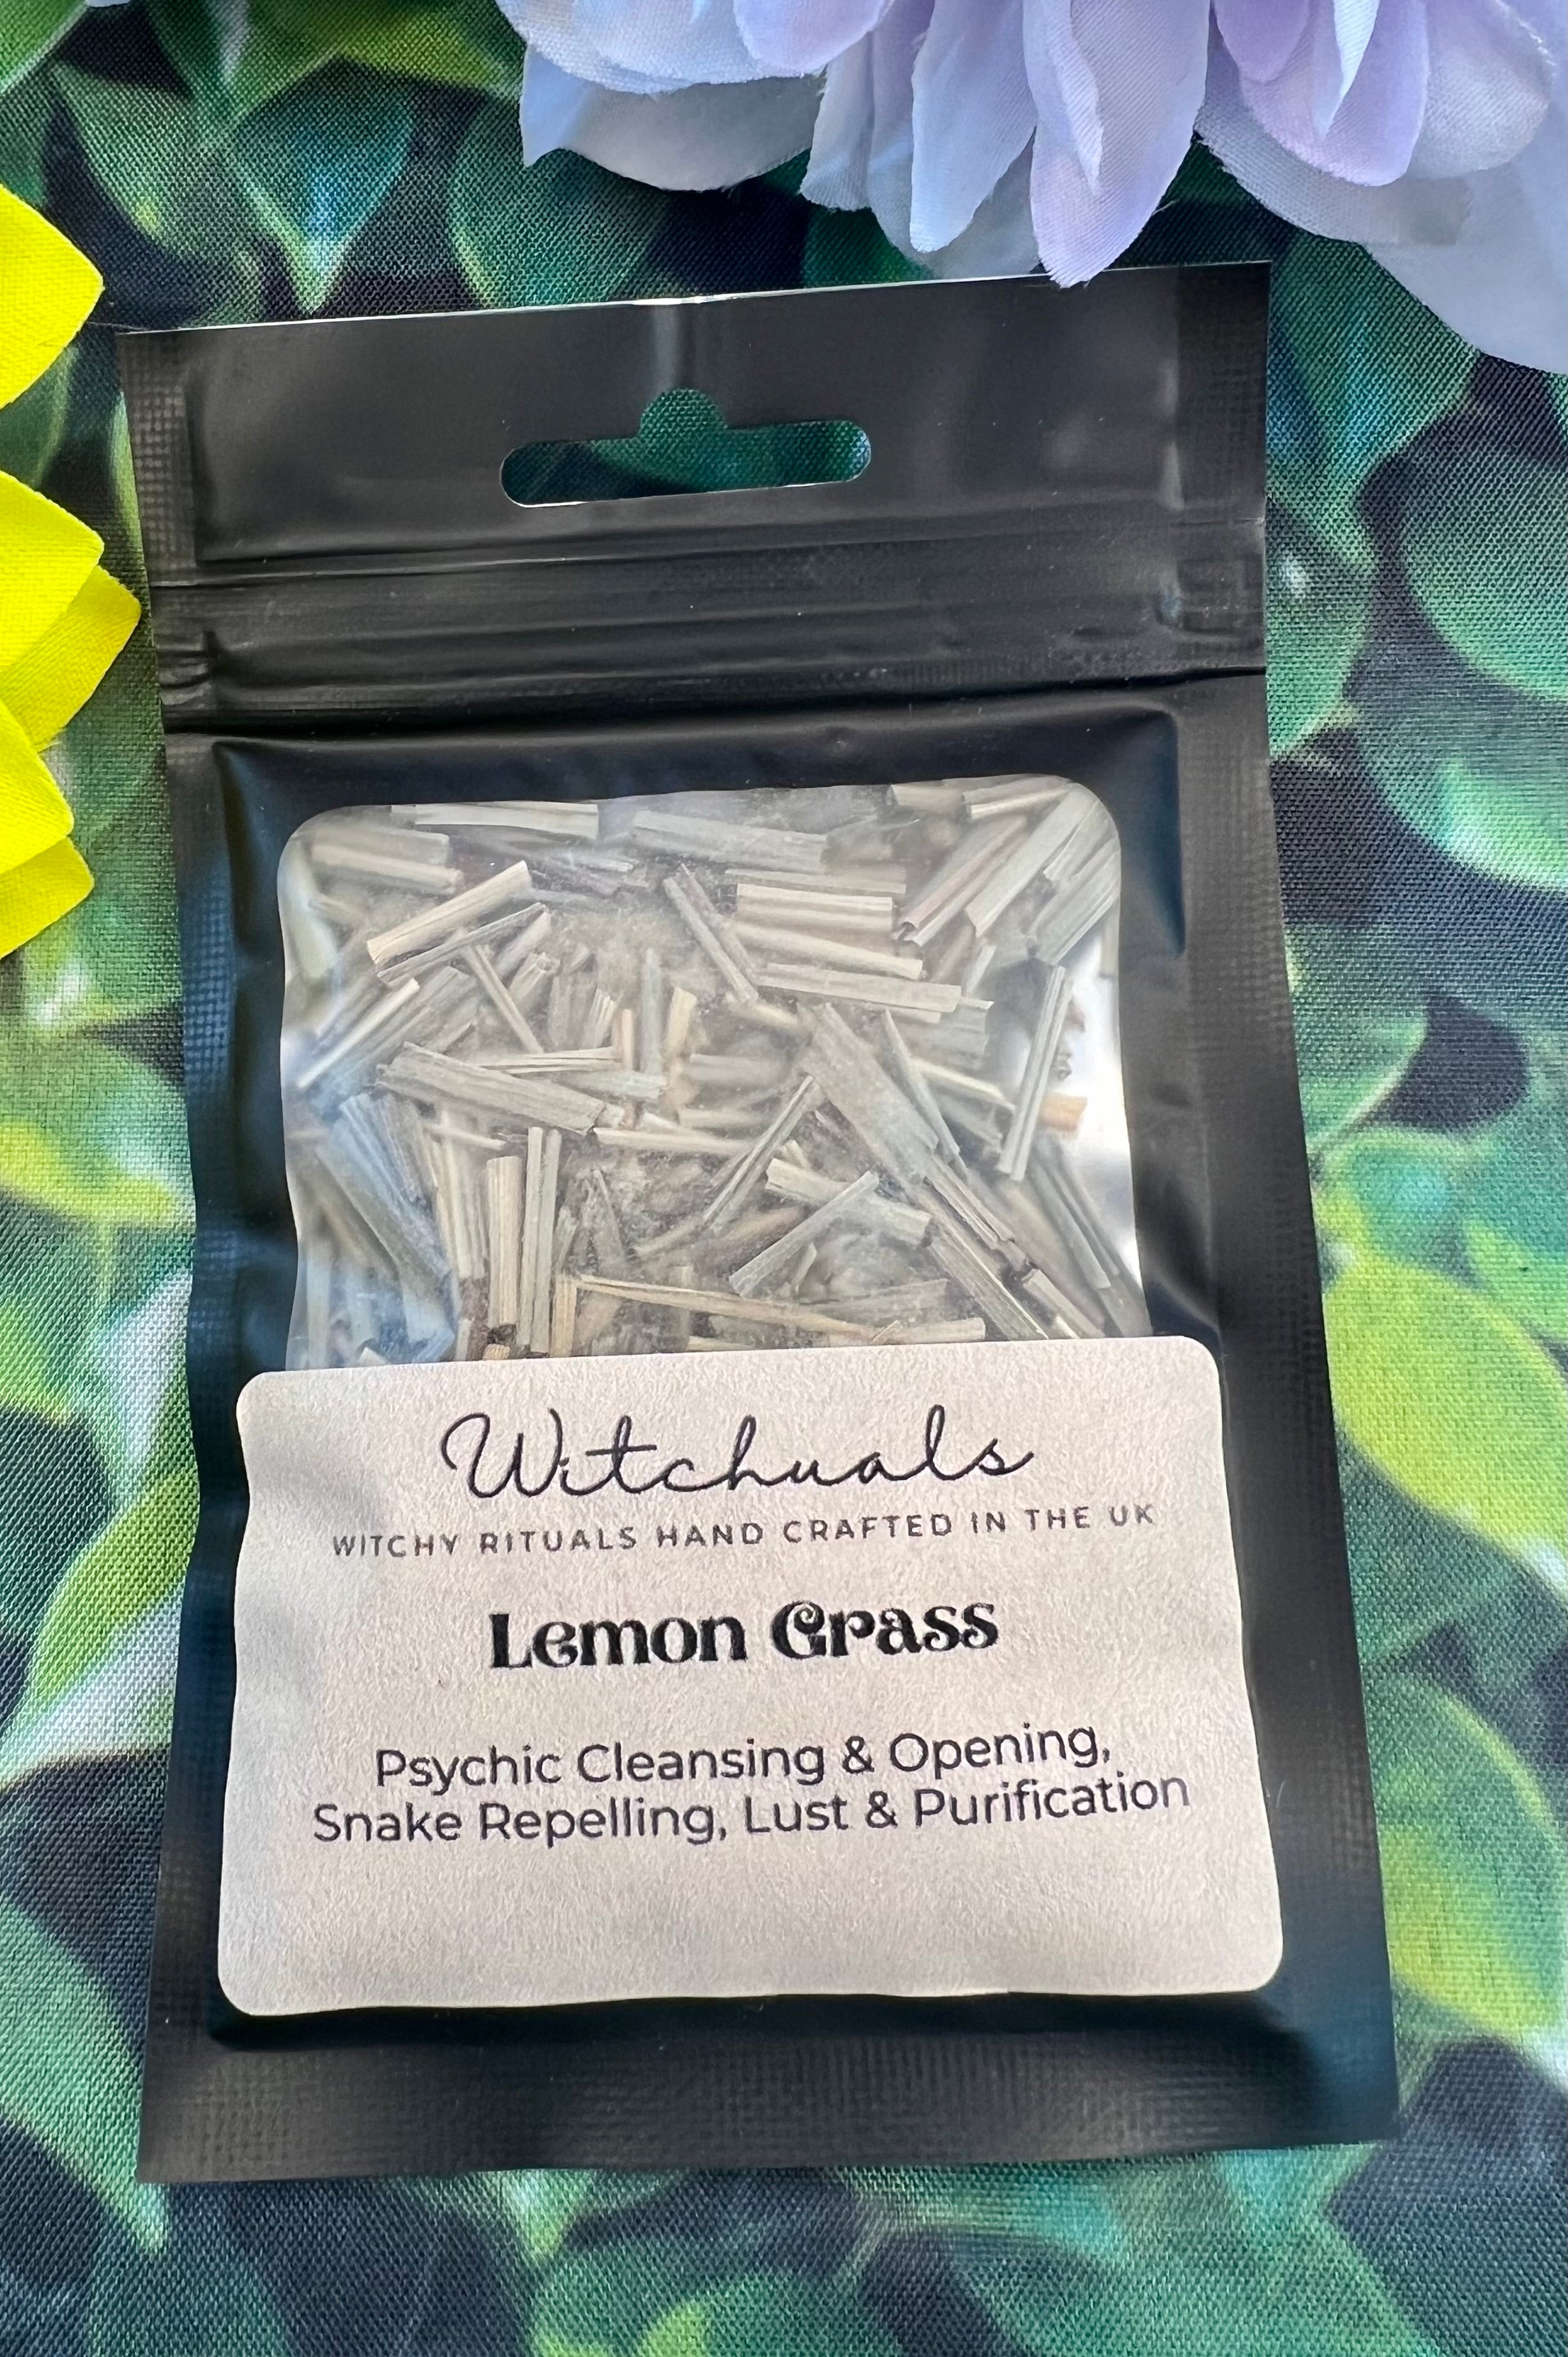 Witchuals
WITCHY RITUALS HAND CRAFTED IN THE UK
Lemon Grass
Psychic Cleansing & Opening,
Snake Repelling, Lust & Purification